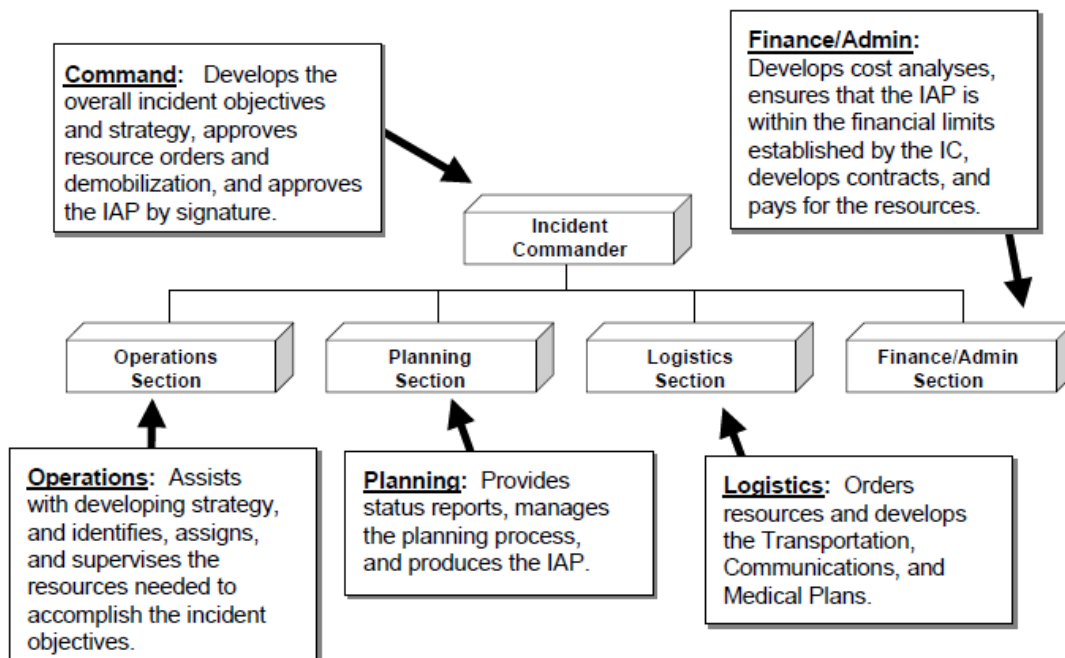 Command:  Develops the
overall incident objectives
and strategy, approves
resource orders and
demobilization, and approves
the IAP by signature.
Finance/Admin:
Develops cost analyses,
ensures that the IAP is
within the financial limits
established by the IC,
develops contracts, and
pays for the resources.
Incident
Commander
Operations
Section
Planning
Section
Logistics
Section
Finance/Admin
Section
Operations:  Assists
with developing strategy,
and identifies, assigns,
and supervises the
resources needed to
accomplish the incident
objectives.
Planning:  Provides
status reports, manages
the planning process,
and produces the IAP.
Logistics:  Orders
resources and develops
the Transportation,
Communications, and
Medical Plans.